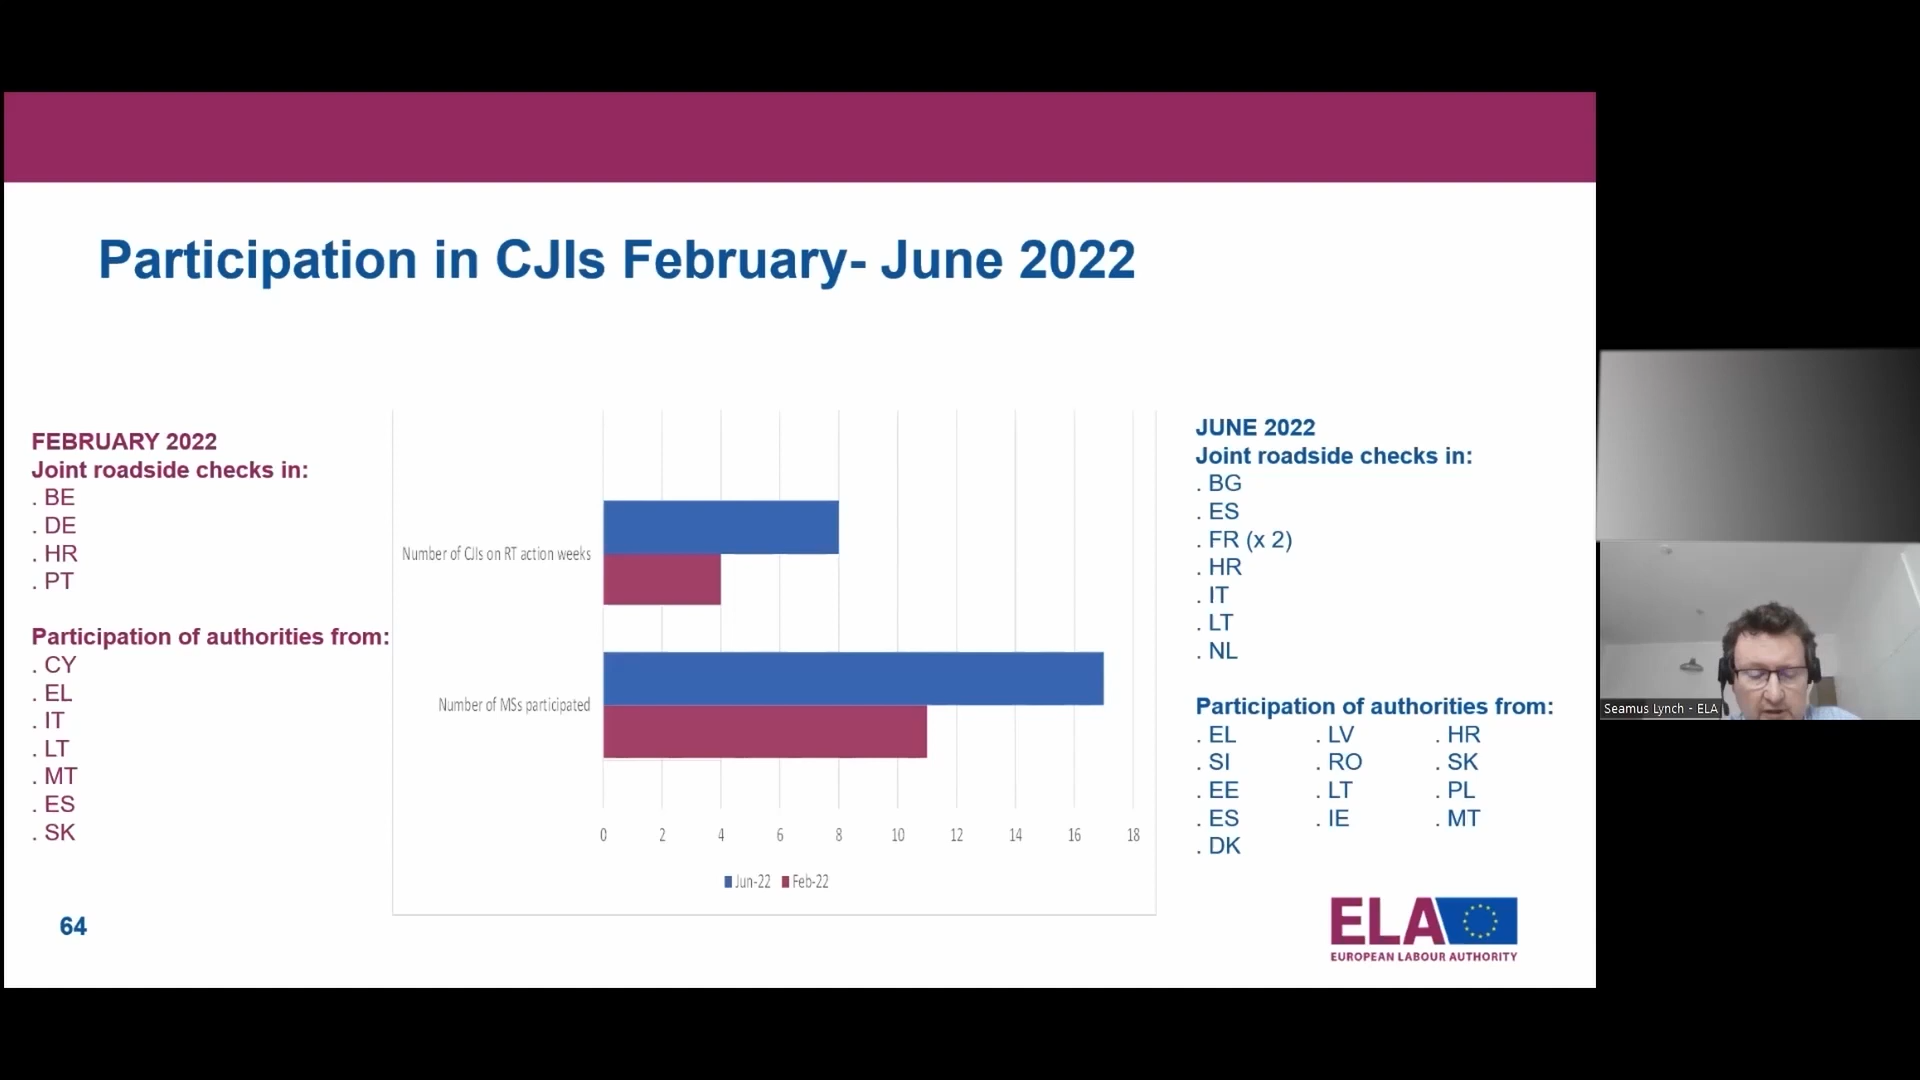 Participation in CJIs February- June 2022
FEBRUARY 2022
Joint roadside checks in:
. BE
. DE
. HR
. PT
Participation of authorities from:
. CY
. EL
. IT
. LT
. MT
. ES
. SK
Number of CJIs on RT action weeks
Number of MSs participated
0 2 4 6 8 10 12 14 16 18
Jun-22 Feb-22
JUNE 2022
Joint roadside checks in:
. BG
. ES
. FR (x 2)
. HR
. IT
. LT
. NL
Participation of authorities from:
. EL . LV . HR
. SI . RO . SK
. EE . LT . PL
. ES . IE . MT
. DK
64
ELA
EUROPEAN LABOUR AUTHORITY
Seamus Lynch - ELA